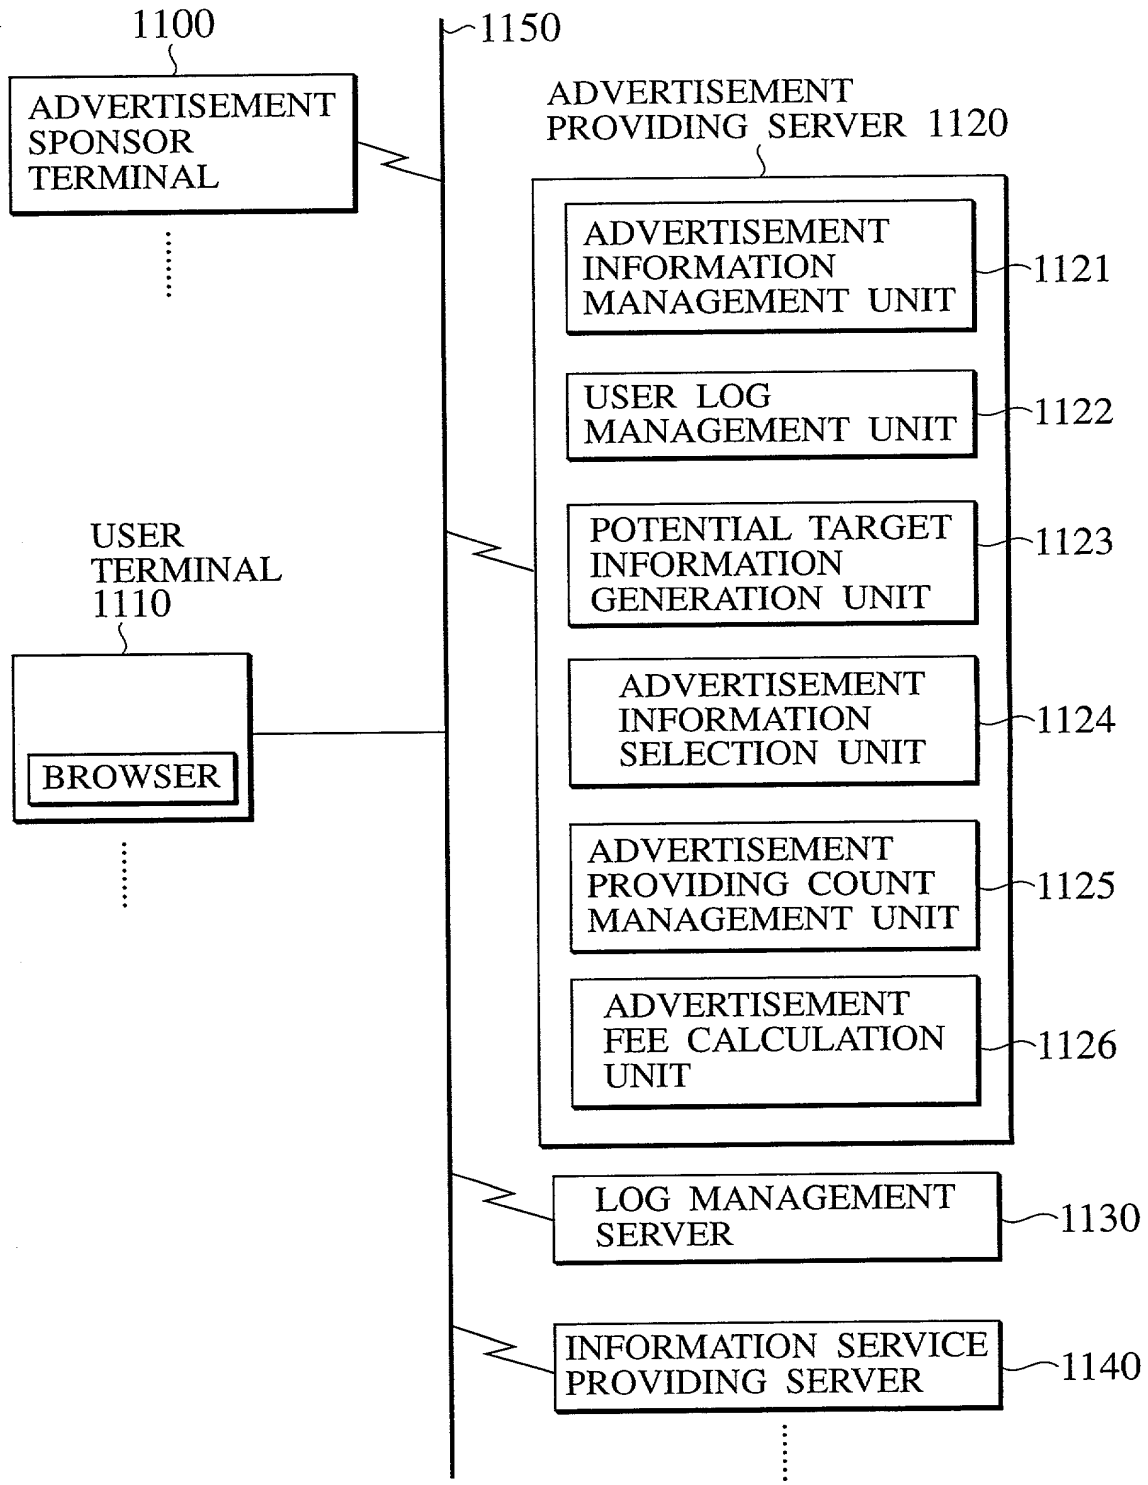 1100
1150
ADVERTISEMENT
SPONSOR
TERMINAL
ADVERTISEMENT
PROVIDING SERVER 1120
ADVERTISEMENT
INFORMATION
MANAGEMENT UNIT
1121
USER LOG
MANAGEMENT UNIT
1122
POTENTIAL TARGET
INFORMATION
GENERATION UNIT
1123
USER
TERMINAL
1110
BROWSER
ADVERTISEMENT
INFORMATION
SELECTION UNIT
1124
ADVERTISEMENT
PROVIDING COUNT
MANAGEMENT UNIT
1125
ADVERTISEMENT
FEE CALCULATION
UNIT
1126
LOG MANAGEMENT
SERVER
1130
INFORMATION SERVICE
PROVIDING SERVER
1140